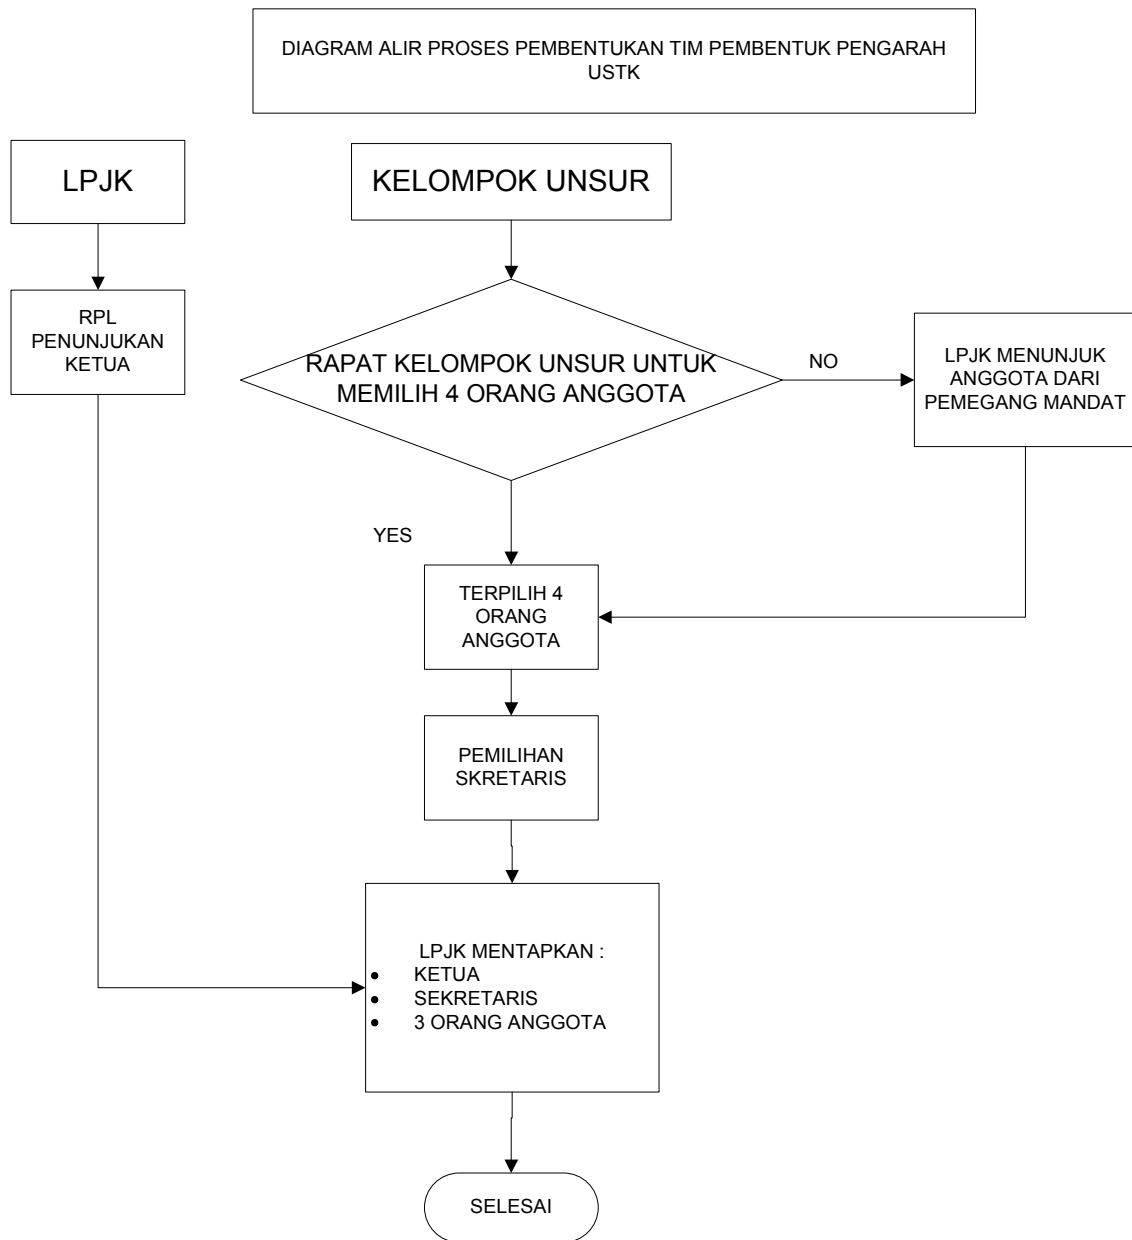 DIAGRAM ALIR PROSES PEMBENTUKAN TIM PEMBENTUK PENGARAH
USTK
LPJK
KELOMPOK UNSUR
RPL
PENUNJUKAN
KETUA
RAPAT KELOMPOK UNSUR UNTUK
MEMILIH 4 ORANG ANGGOTA
NO
LPJK MENUNJUK
ANGGOTA DARI
PEMEGANG MANDAT
YES
TERPILIH 4
ORANG
ANGGOTA
PEMILIHAN
SKRETARIS
LPJK MENTAPKAN :
• KETUA
• SEKRETARIS
• 3 ORANG ANGGOTA
SELESAI